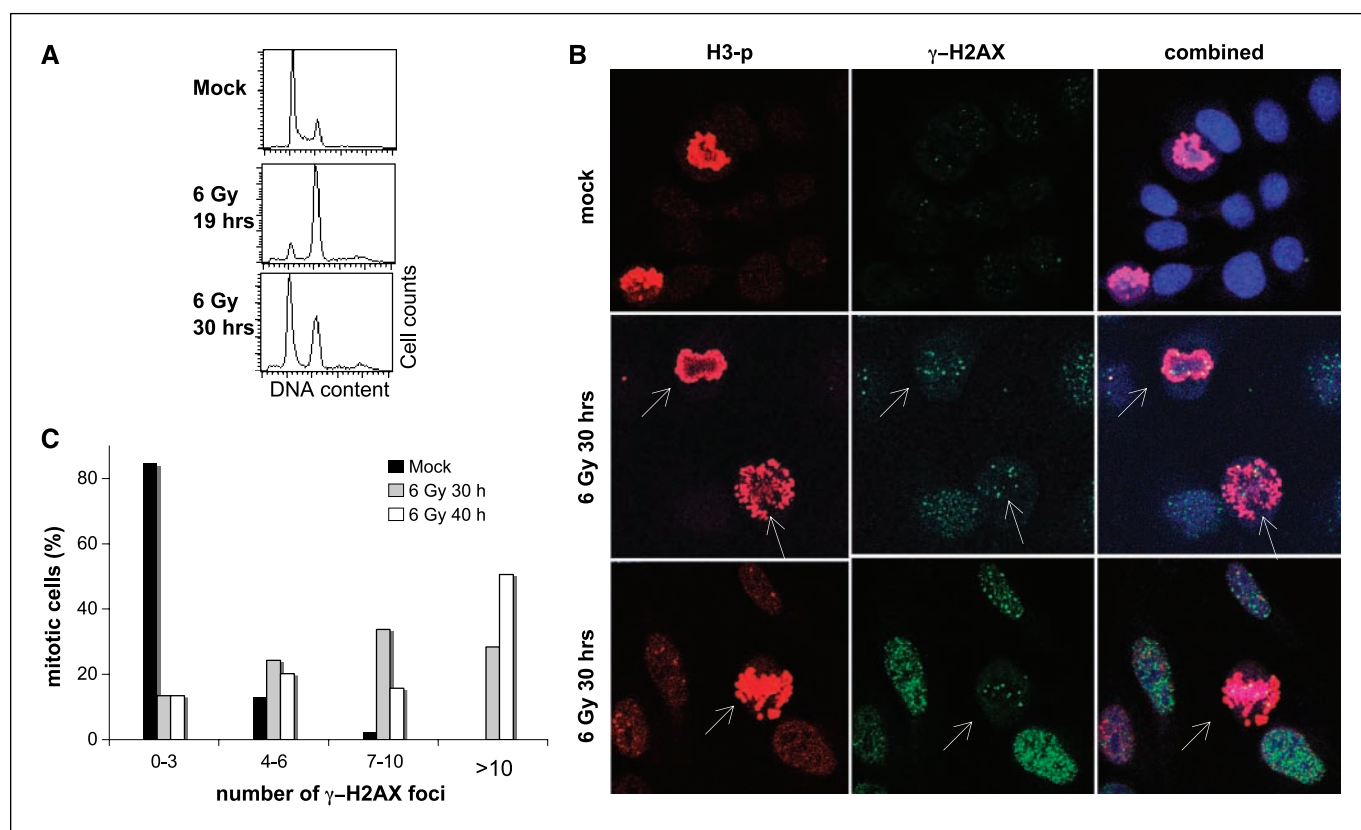 A
Mock
6 Gy
19 hrs
6 Gy
30 hrs
Cell counts
DNA content
B
H3-p
γ–H2AX
combined
mock
6 Gy 30 hrs
6 Gy 30 hrs
C
mitotic cells (%)
80
60
40
20
0
Mock
6 Gy 30 h
6 Gy 40 h
0-3
4-6
7-10
>10
number of γ–H2AX foci